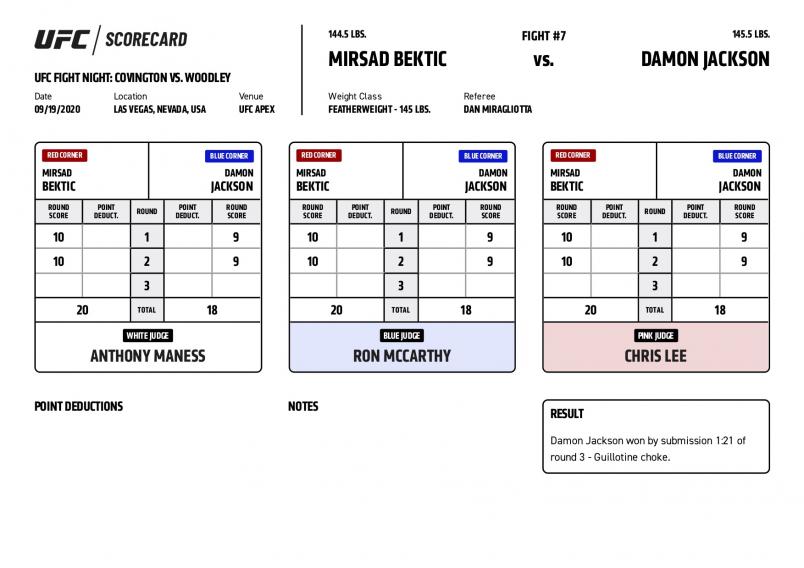 UFC / SCORECARD
UFC FIGHT NIGHT: COVINGTON VS. WOODLEY
Date Location Venue
09/19/2020 LAS VEGAS, NEVADA, USA UFC APEX
144.5 LBS. FIGHT #7 145.5 LBS.
MIRSAD BEKTIC VS. DAMON JACKSON
Weight Class Referee
FEATHERWEIGHT - 145 LBS. DAN MIRAGLIOTTA
RED CORNER BLUE CORNER
MIRSAD DAMON
BEKTIC JACKSON
ROUND SCORE POINT DEDUCT. ROUND POINT DEDUCT. ROUND SCORE
10 1 9
10 2 9
3
20 TOTAL 18
WHITE JUDGE
ANTHONY MANESS
RED CORNER BLUE CORNER
MIRSAD DAMON
BEKTIC JACKSON
ROUND SCORE POINT DEDUCT. ROUND POINT DEDUCT. ROUND SCORE
10 1 9
10 2 9
3
20 TOTAL 18
BLUE JUDGE
RON MCCARTHY
RED CORNER BLUE CORNER
MIRSAD DAMON
BEKTIC JACKSON
ROUND SCORE POINT DEDUCT. ROUND POINT DEDUCT. ROUND SCORE
10 1 9
10 2 9
3
20 TOTAL 18
PINK JUDGE
CHRIS LEE
POINT DEDUCTIONS
NOTES
RESULT
Damon Jackson won by submission 1:21 of
round 3 - Guillotine choke.